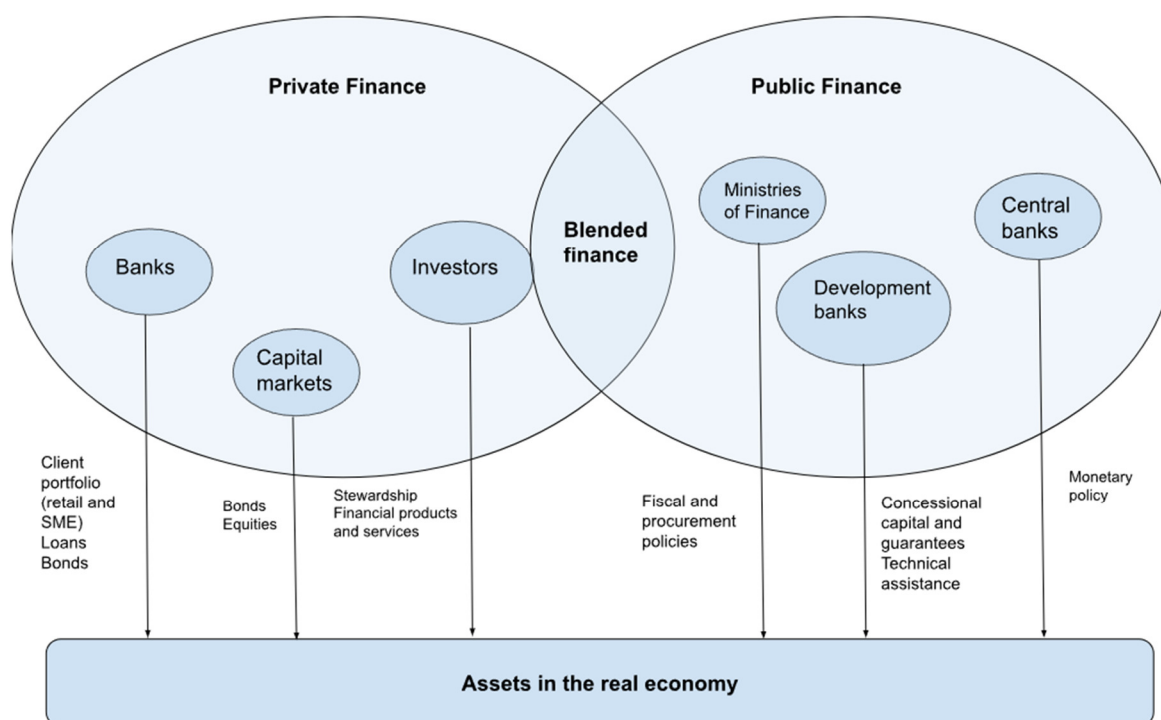 Private Finance
Public Finance
Ministries
of Finance
Central
banks
Blended
finance
Banks
Investors
Development
banks
Capital
markets
Client
portfolio
(retail and
SME)
Loans
Bonds
Bonds
Equities
Stewardship
Financial products
and services
Fiscal and
procurement
policies
Concessional
capital and
guarantees
Technical
assistance
Monetary
policy
Assets in the real economy